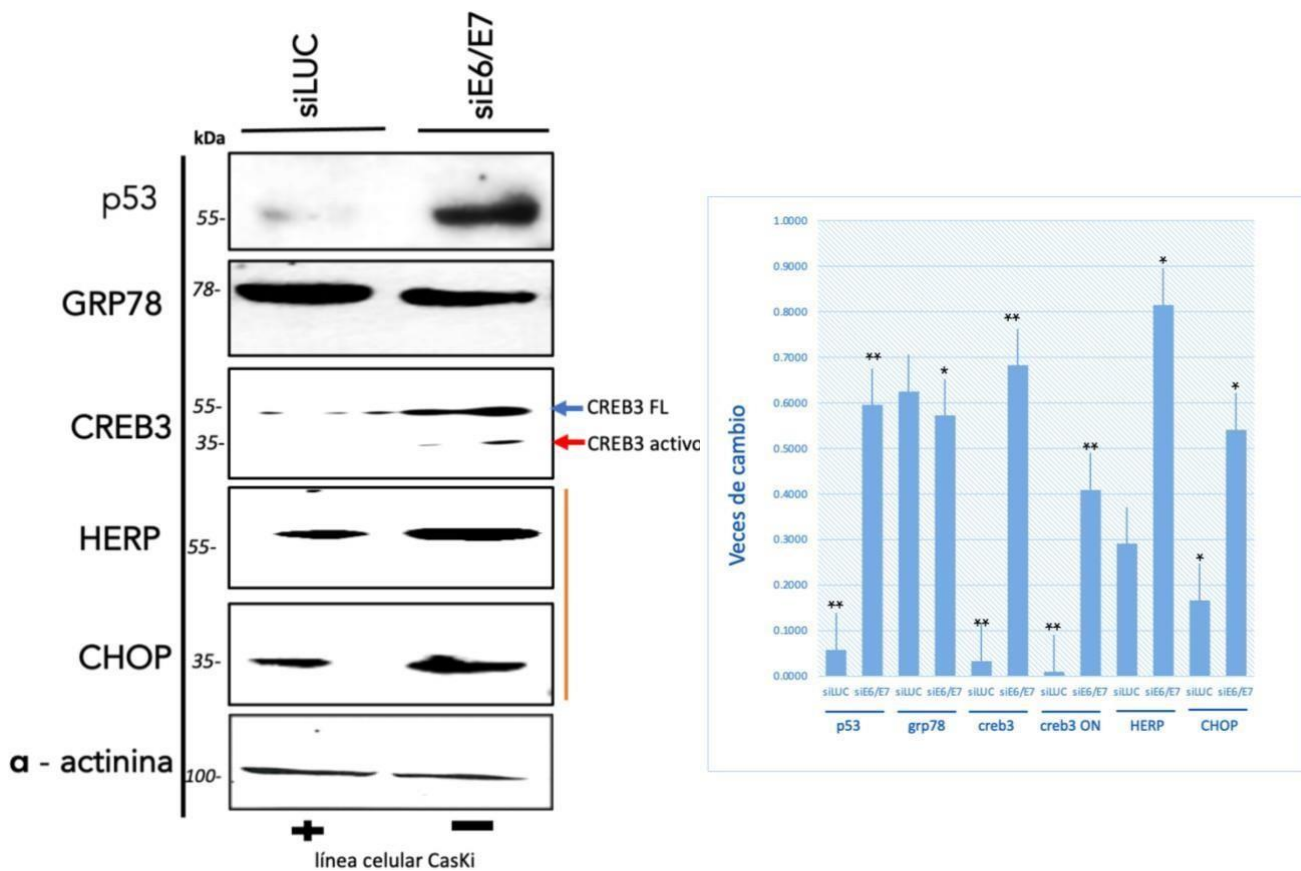 siLUC
siE6/E7
kDa
p53
55-
GRP78
78-
CREB3
55-
35-
CREB3 FL
CREB3 activo
HERP
55-
CHOP
35-
α - actinina
100-
+
−
línea celular CasKi
Veces de cambio
1.0000
0.9000
0.8000
0.7000
0.6000
0.5000
0.4000
0.3000
0.2000
0.1000
0.0000
** ** * ** ** ** ** * * *
siLUC siE6/E7 siLUC siE6/E7 siLUC siE6/E7 siLUC siE6/E7 siLUC siE6/E7 siLUC siE6/E7
p53 grp78 creb3 creb3 ON HERP CHOP